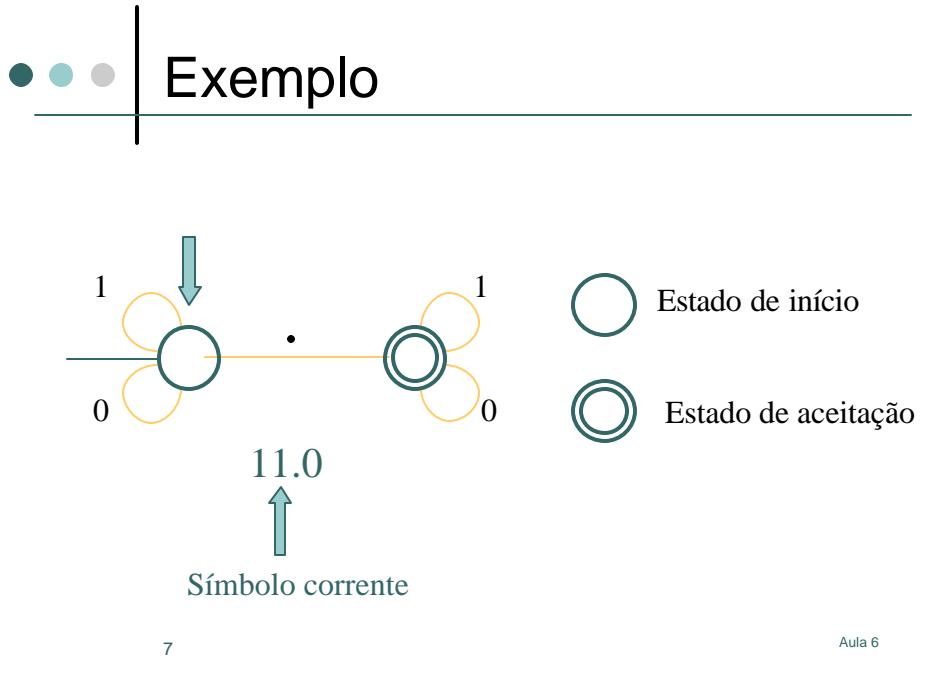 Exemplo
1
1
Estado de início
.
0
0
Estado de aceitação
11.0
Símbolo corrente
7
Aula 6